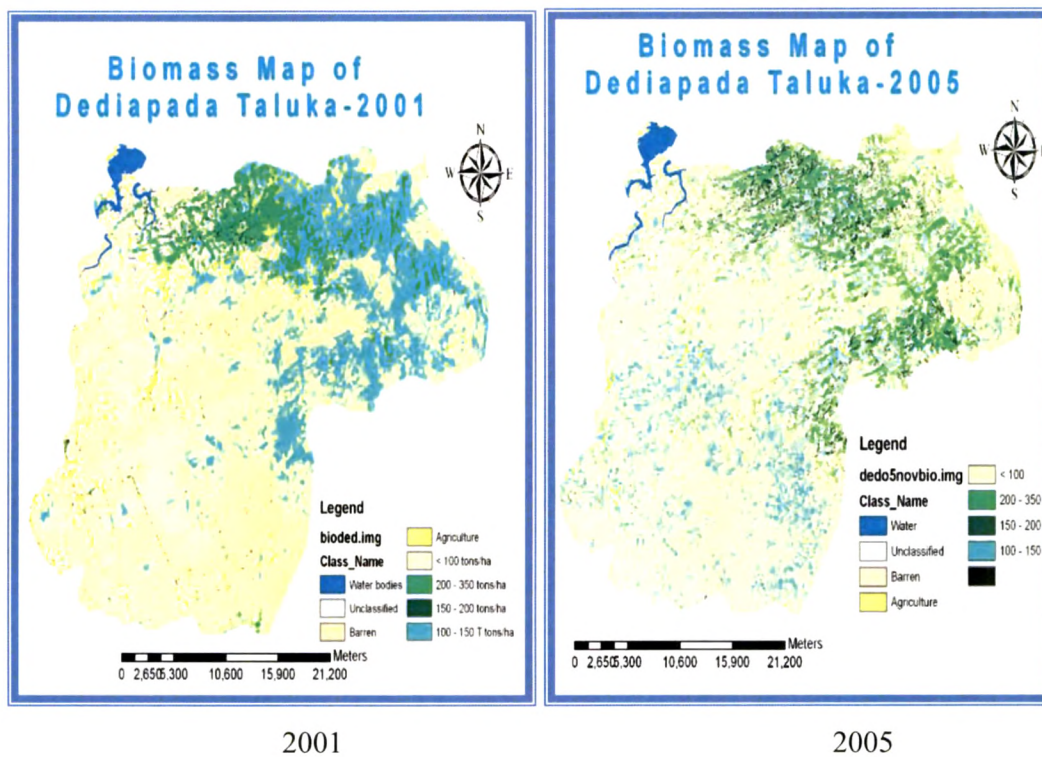 Biomass Map of
Dediapada Taluka-2001
N
W
E
S
Legend
bioded.img
Class_Name
Water bodies
Unclassified
Barren
Agriculture
< 100 tons/ha
200 - 350 tons/ha
150 - 200 tons/ha
100 - 150 T tons/ha
Meters
0 2,650 5,300 10,600 15,900 21,200
2001
Biomass Map of
Dediapada Taluka-2005
N
W
S
Legend
dedo5novbio.img
Class_Name
Water
Unclassified
Barren
Agriculture
< 100
200 - 350
150 - 200
100 - 150
Meters
0 2,650 5,300 10,600 15,900 21,200
2005